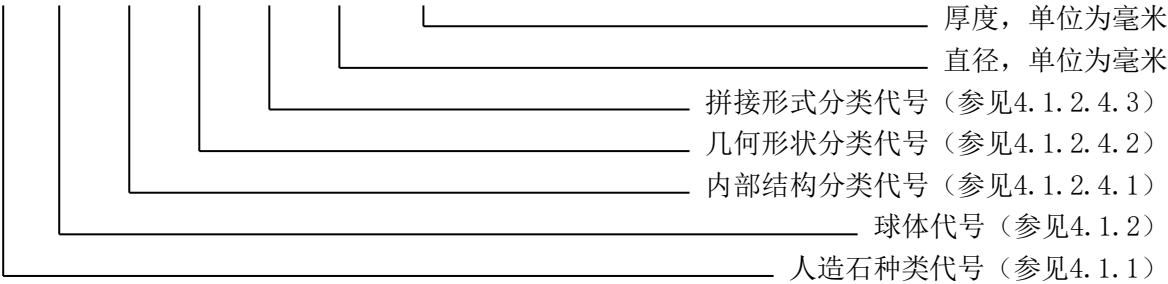 厚度，单位为毫米
直径，单位为毫米
拼接形式分类代号（参见4.1.2.4.3）
几何形状分类代号（参见4.1.2.4.2）
内部结构分类代号（参见4.1.2.4.1）
球体代号（参见4.1.2）
人造石种类代号（参见4.1.1）